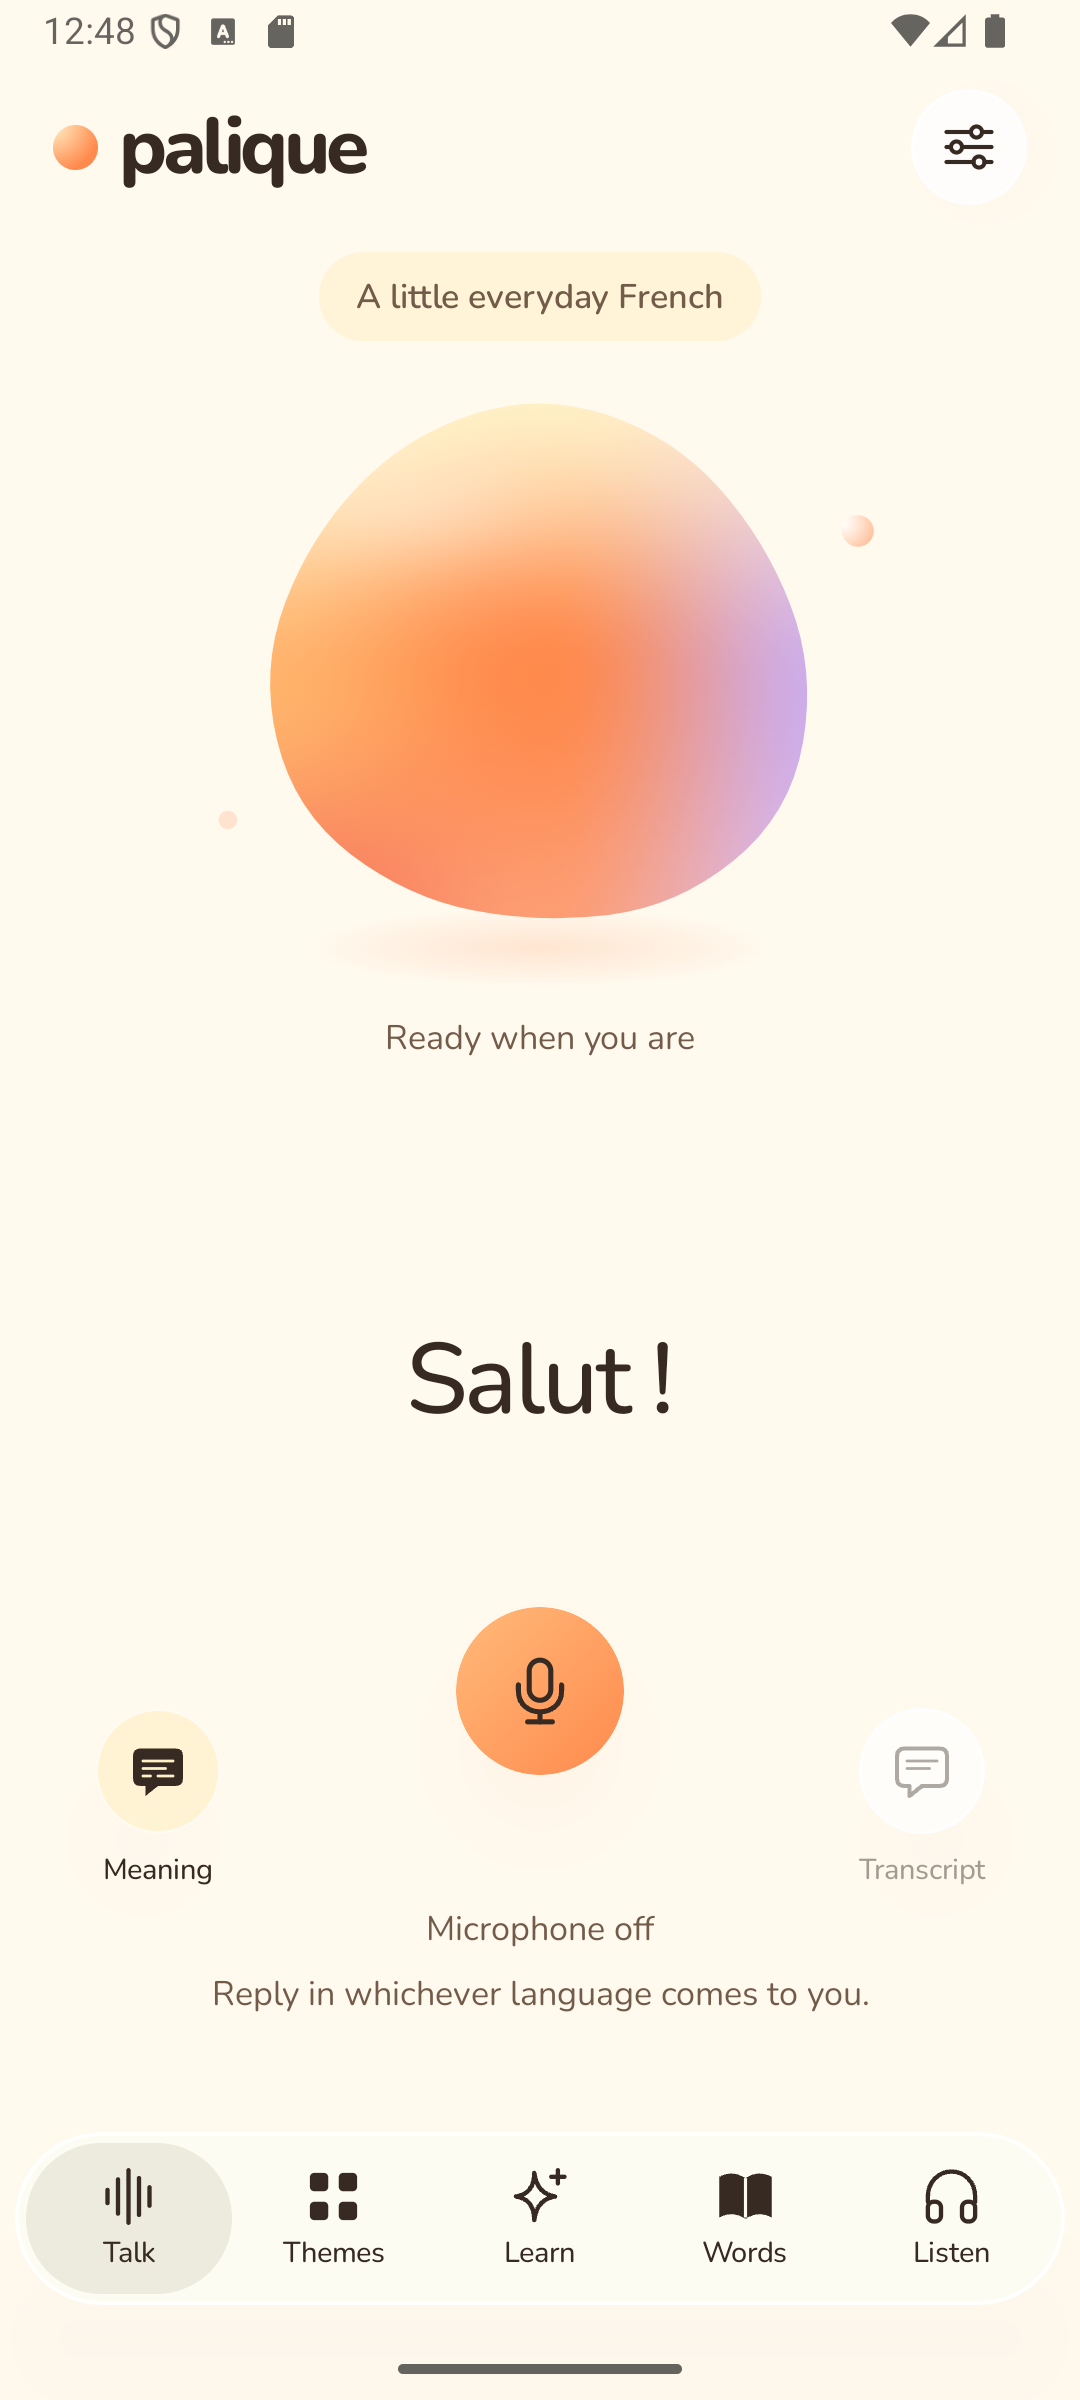 12:48
palique
A little everyday French
Ready when you are
Salut !
Meaning
Transcript
Microphone off
Reply in whichever language comes to you.
Talk
Themes
Learn
Words
Listen